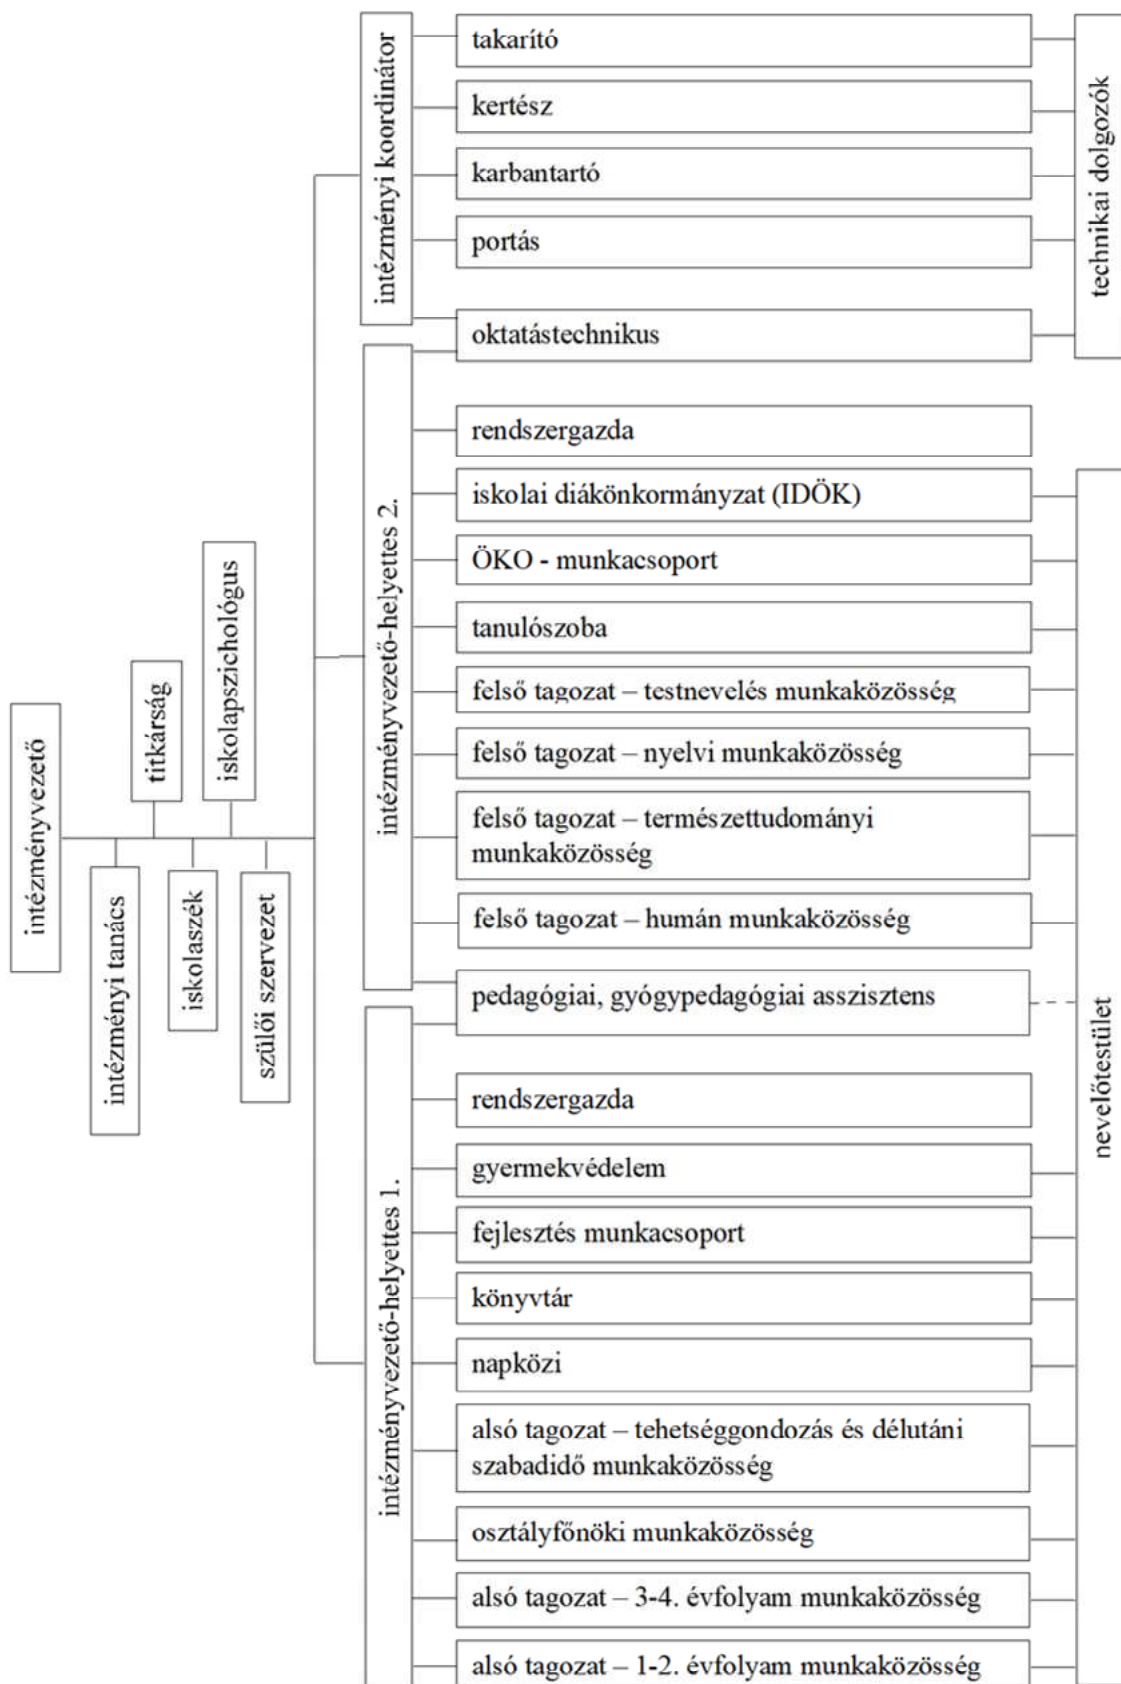 intézményvezető
intézményi tanács
titkárság
iskolaszék
iskolapszichológus
szülői szervezet
intézményi koordinátor
takarító
kertész
karbantartó
portás
oktatástechnikus
technikai dolgozók
intézményvezető-helyettes 2.
rendszergazda
iskolai diákönkormányzat (IDÖK)
ÖKO - munkacsoport
tanulószoba
felső tagozat – testnevelés munkaközösség
felső tagozat – nyelvi munkaközösség
felső tagozat – természettudományi
munkaközösség
felső tagozat – humán munkaközösség
pedagógiai, gyógypedagógiai asszisztens
intézményvezető-helyettes 1.
rendszergazda
gyermekvédelem
fejlesztés munkacsoport
könyvtár
napközi
alsó tagozat – tehetséggondozás és délutáni
szabadidő munkaközösség
osztályfőnöki munkaközösség
alsó tagozat – 3-4. évfolyam munkaközösség
alsó tagozat – 1-2. évfolyam munkaközösség
nevelőtestület